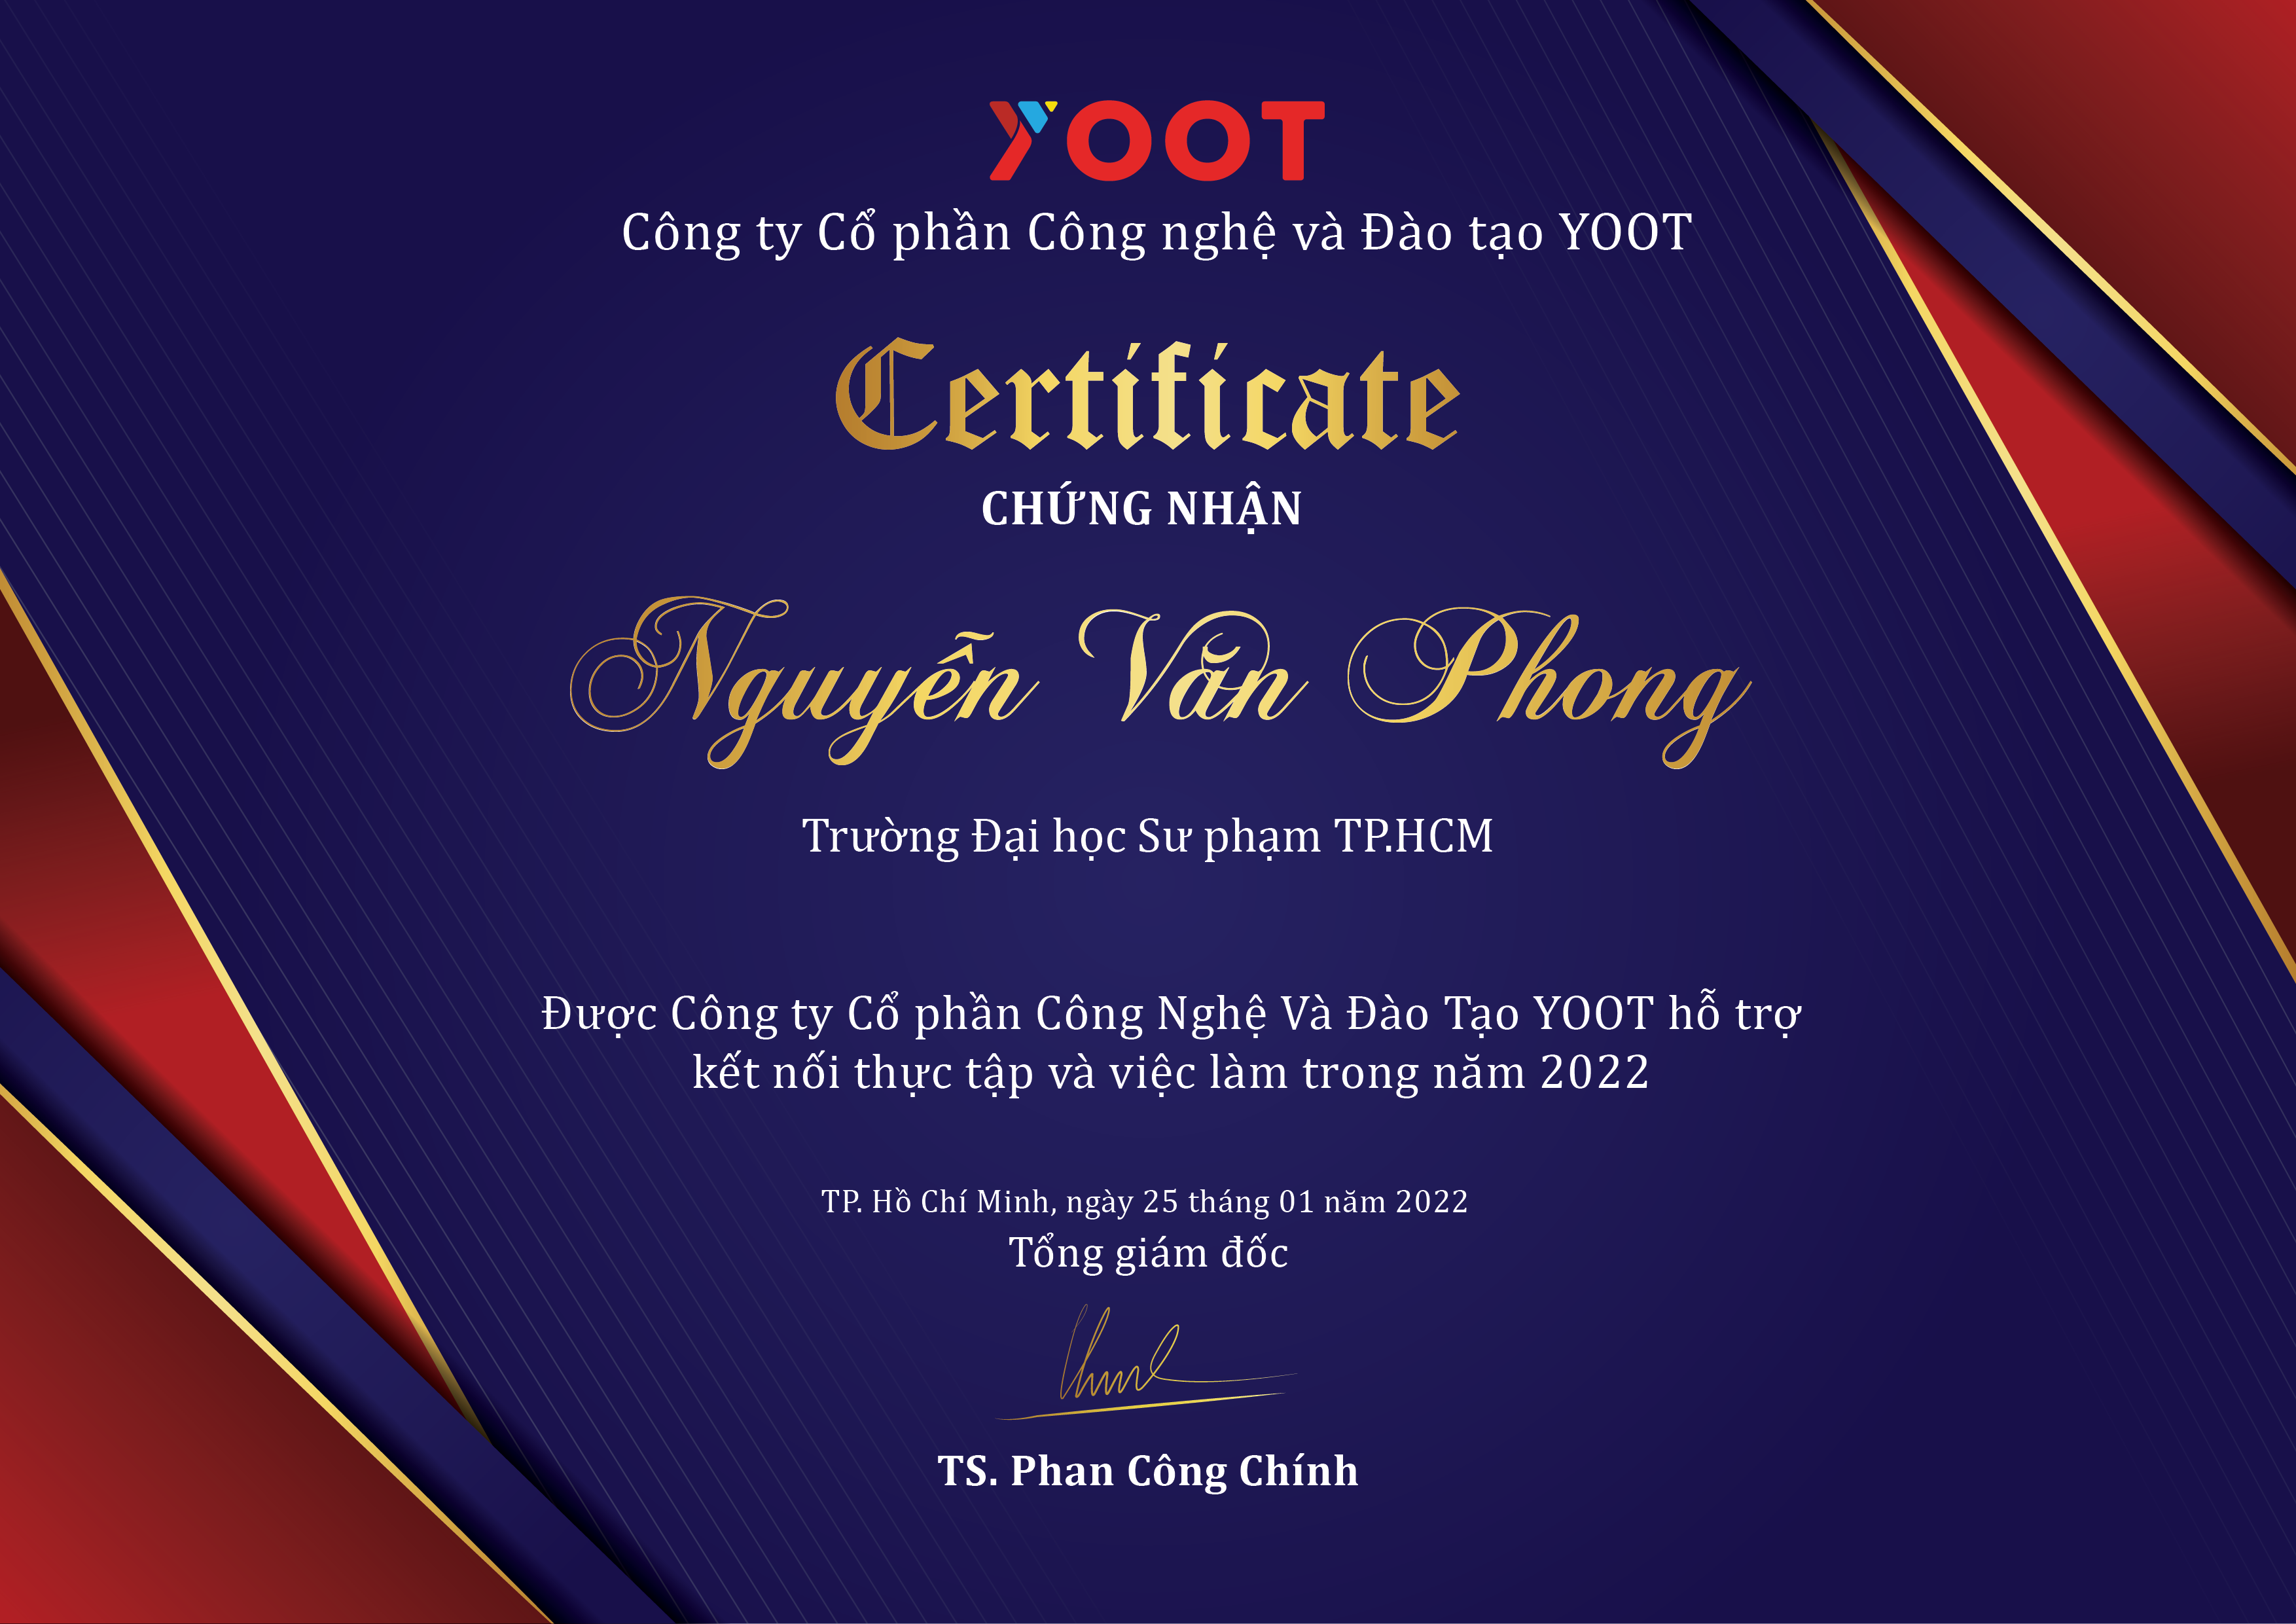 YOOT
Công ty Cổ phần Công nghệ và Đào tạo YOOT
Certificate
CHỨNG NHẬN
Nguyễn Văn Phong
Trường Đại học Sư phạm TP.HCM
Được Công ty Cổ phần Công Nghệ Và Đào Tạo YOOT hỗ trợ
kết nối thực tập và việc làm trong năm 2022
TP. Hồ Chí Minh, ngày 25 tháng 01 năm 2022
Tổng giám đốc
TS. Phan Công Chính